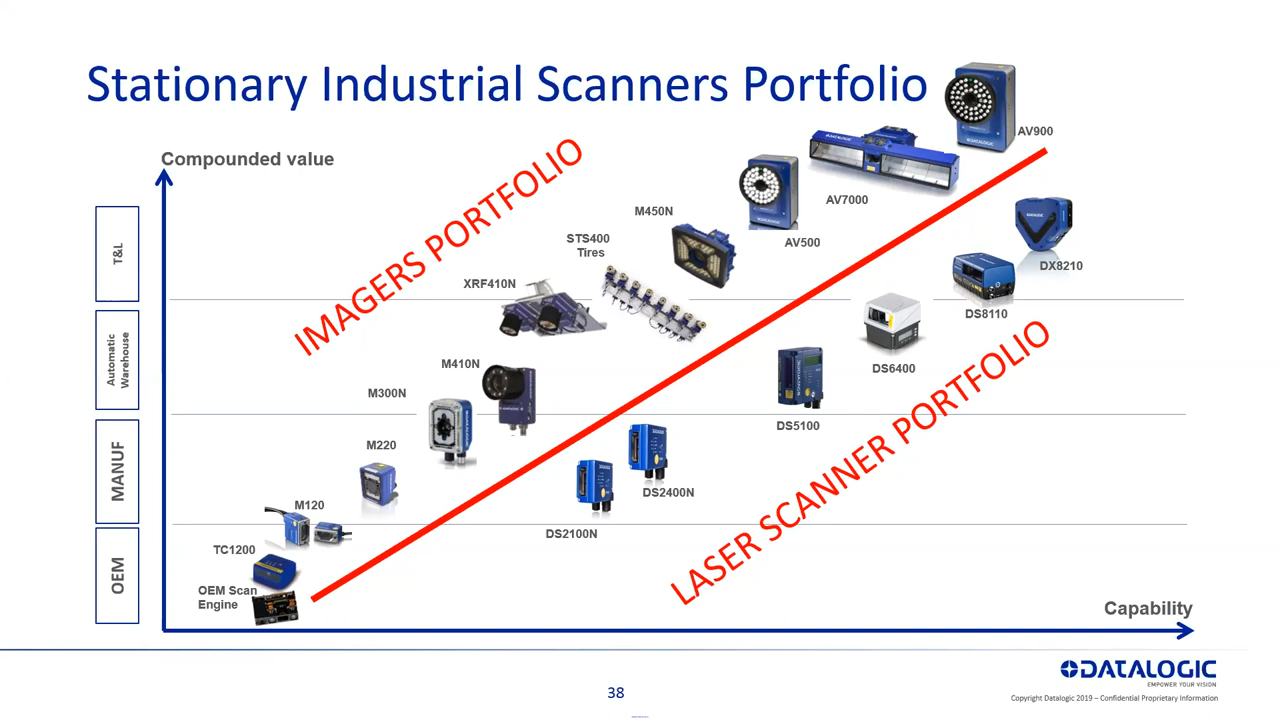 Stationary Industrial Scanners Portfolio
AV900
Compounded value
IMAGERS PORTFOLIO
AV7000
M450N
AV500
STS400
Tires
T&L
DX8210
XRF410N
DS8110
Automatic
Warehouse
DS6400
M410N
M300N
DS5100
LASER SCANNER PORTFOLIO
MANUF
M220
DS2400N
M120
DS2100N
TC1200
OEM
OEM Scan
Engine
Capability
DATALOGIC
EMPOWER YOUR VISION
38
Copyright Datalogic 2019 – Confidential Proprietary Information